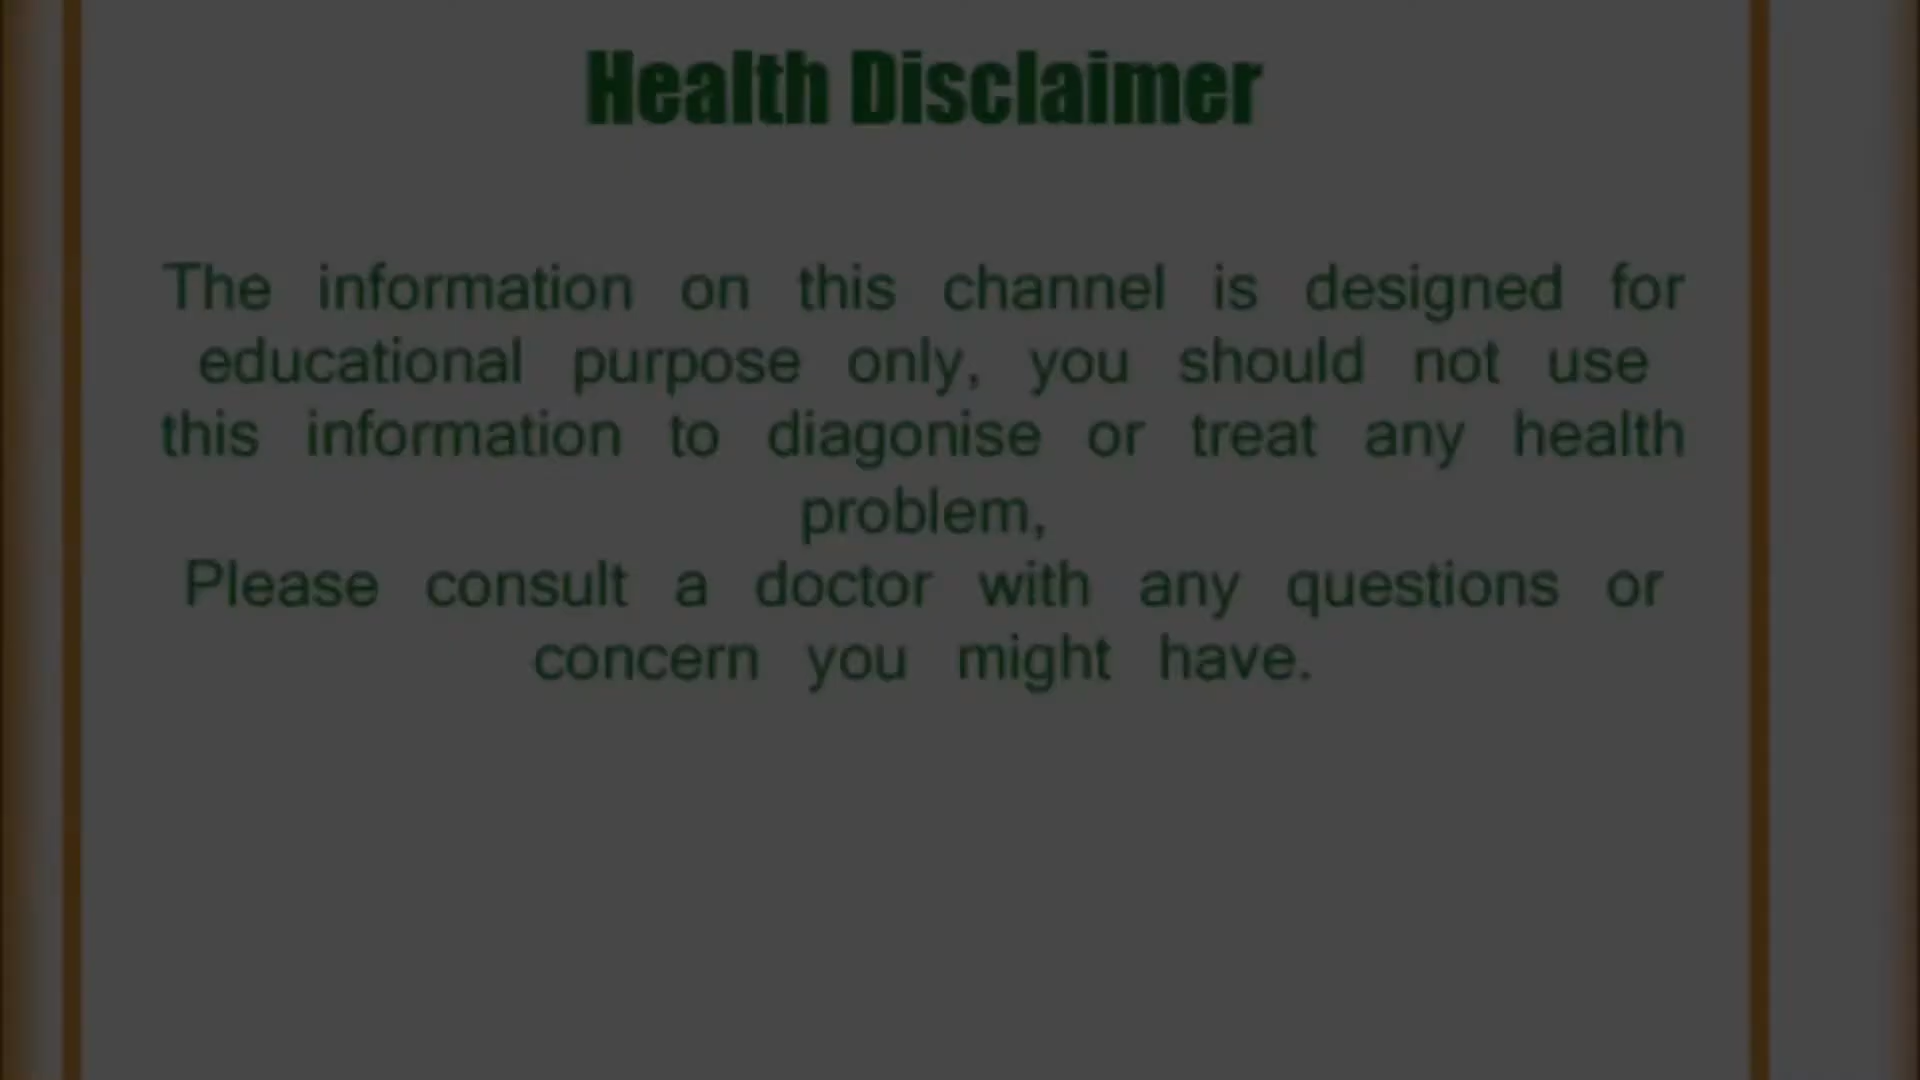 Health Disclaimer
The information on this channel is designed for
educational purpose only, you should not use
this information to diagonise or treat any health
problem,
Please consult a doctor with any questions or
concern you might have.